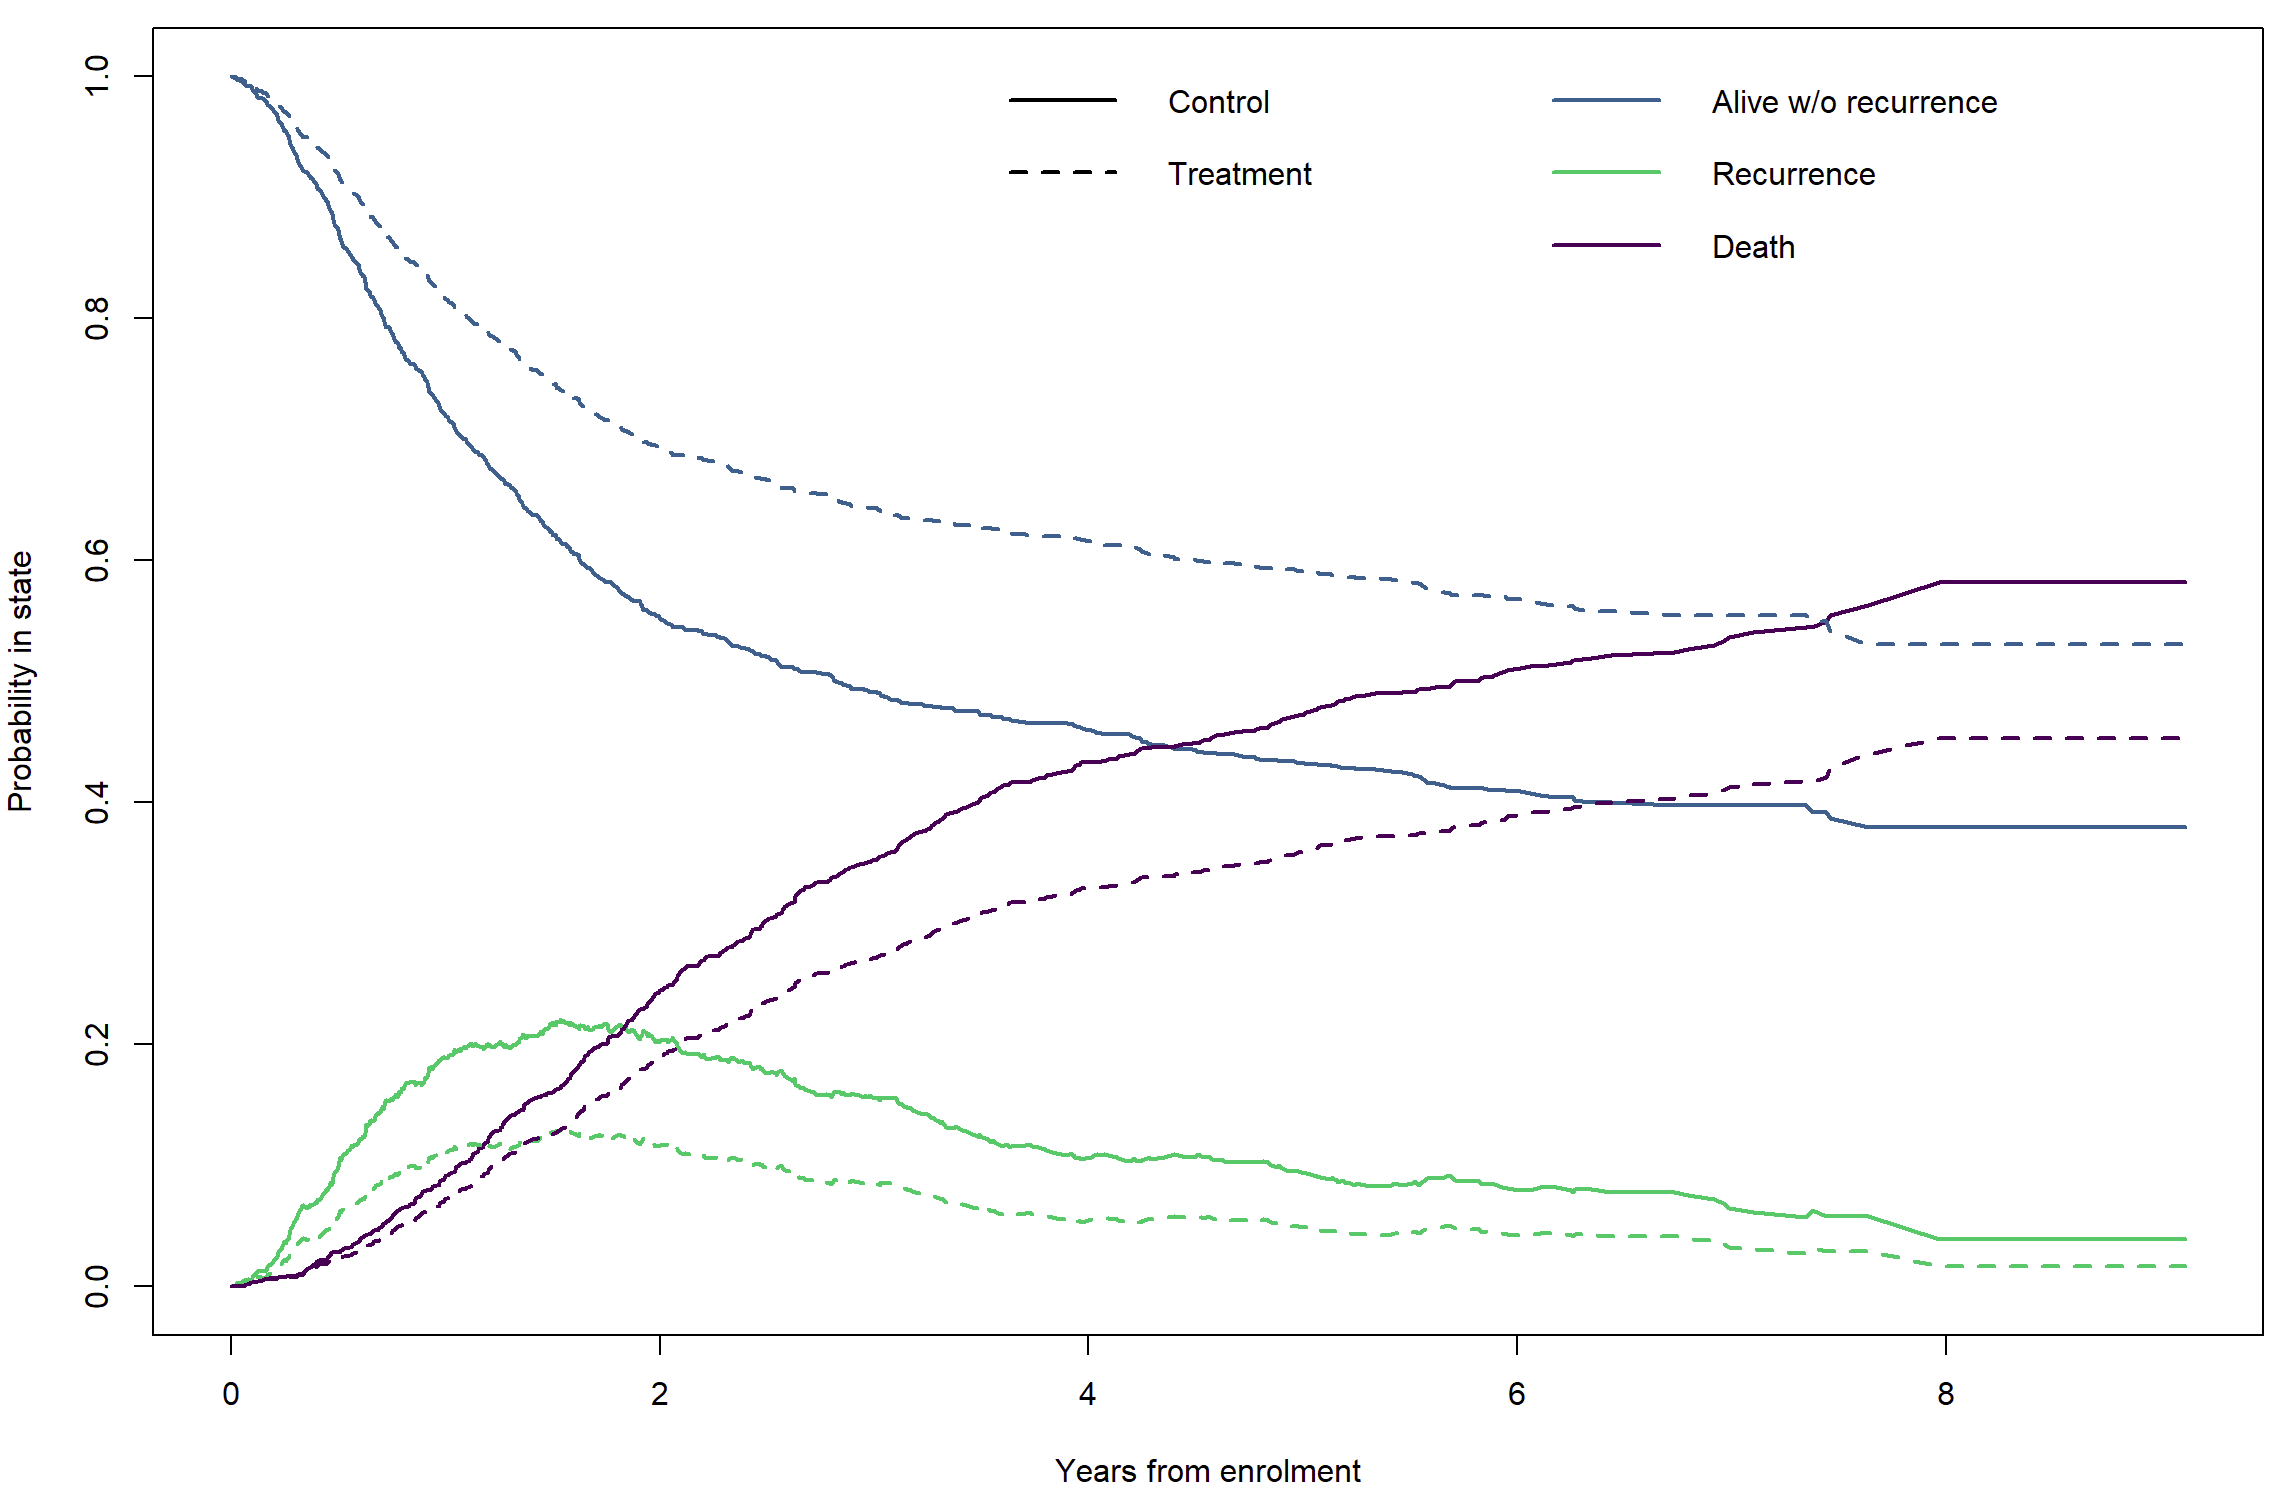 Control
Treatment
Alive w/o recurrence
Recurrence
Death
Probability in state
1.0
0.8
0.6
0.4
0.2
0.0
0 2 4 6 8
Years from enrolment